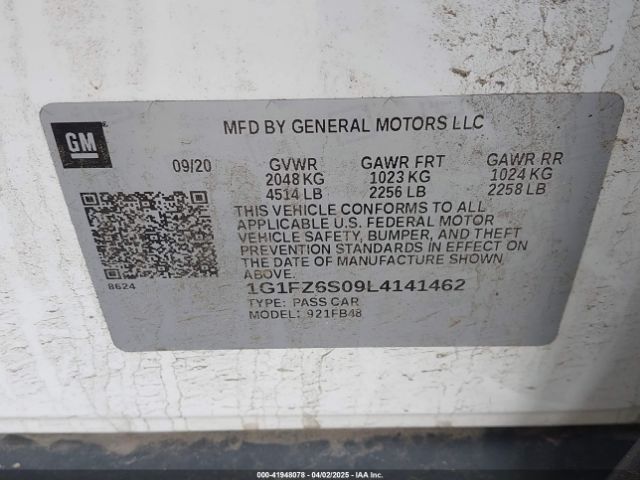 GM
MFD BY GENERAL MOTORS LLC
09/20 GVWR GAWR FRT GAWR RR
2048 KG 1023 KG 1024 KG
4514 LB 2256 LB 2258 LB
THIS VEHICLE CONFORMS TO ALL
APPLICABLE U.S. FEDERAL MOTOR
VEHICLE SAFETY, BUMPER, AND THEFT
PREVENTION STANDARDS IN EFFECT ON
THE DATE OF MANUFACTURE SHOWN
ABOVE.
8624
1G1FZ6S09L4141462
TYPE: PASS CAR
MODEL: 921FB48
000-41948078 - 04/02/2025 - IAA Inc.